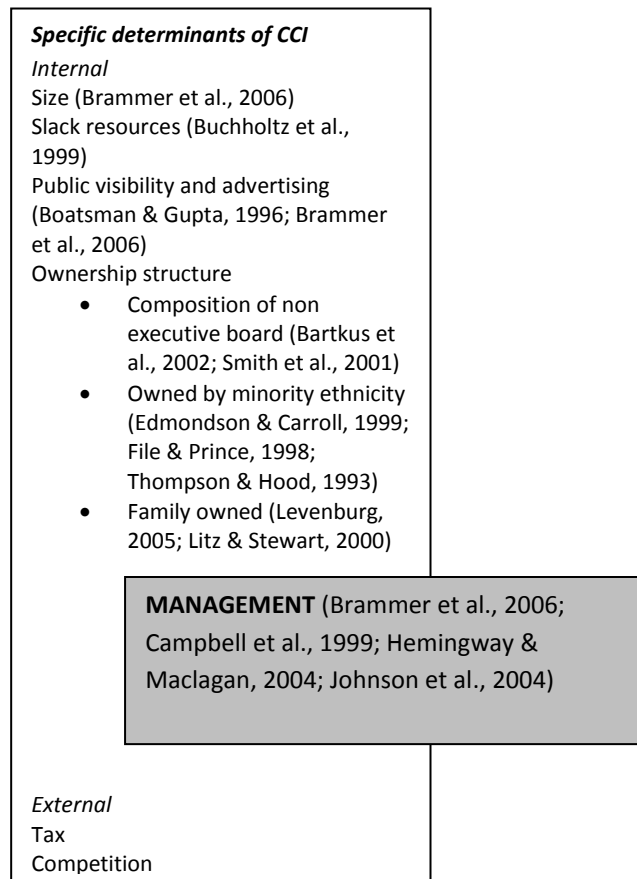 Specific determinants of CCI
Internal
Size (Brammer et al., 2006)
Slack resources (Buchholtz et al.,
1999)
Public visibility and advertising
(Boatsman & Gupta, 1996; Brammer
et al., 2006)
Ownership structure
• Composition of non
executive board (Bartkus et
al., 2002; Smith et al., 2001)
• Owned by minority ethnicity
(Edmondson & Carroll, 1999;
File & Prince, 1998;
Thompson & Hood, 1993)
• Family owned (Levenburg,
2005; Litz & Stewart, 2000)
MANAGEMENT (Brammer et al., 2006;
Campbell et al., 1999; Hemingway &
Maclagan, 2004; Johnson et al., 2004)
External
Tax
Competition